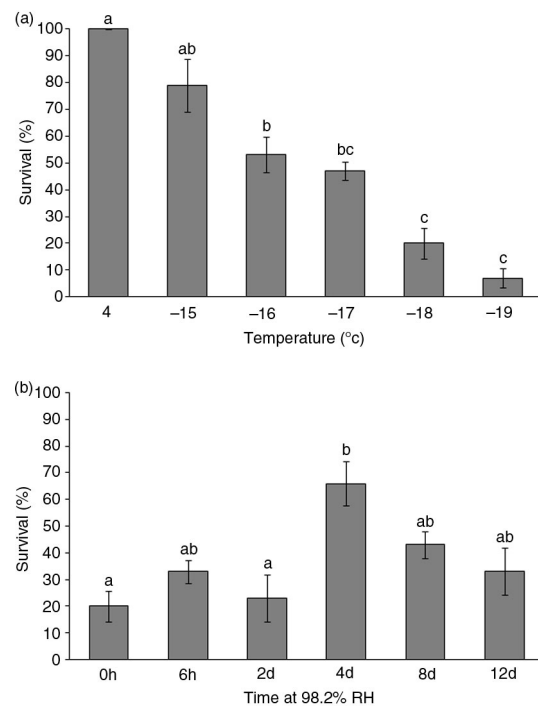 (a)
100
90
80
70
60
50
40
30
20
10
0
Survival (%)
a
ab
b
bc
c
c
4 –15 –16 –17 –18 –19
Temperature (°c)
(b)
100
90
80
70
60
50
40
30
20
10
0
Survival (%)
a
ab
a
b
ab
ab
0h 6h 2d 4d 8d 12d
Time at 98.2% RH